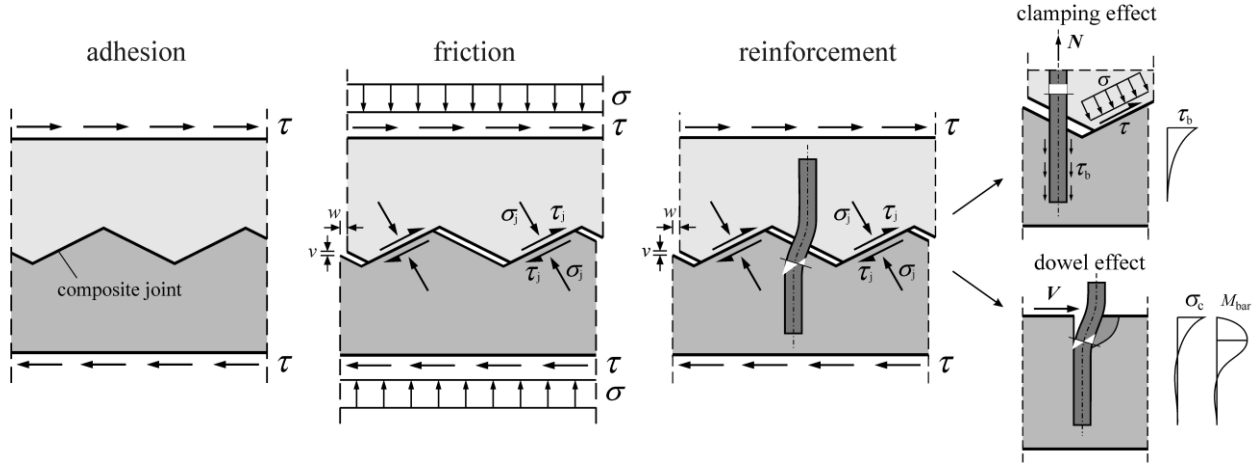 adhesion
τ
composite joint
τ
friction
σ
τ
w
v
σj
τj
τj
σj
τ
σ
reinforcement
τ
w
v
σj
τj
τj
σj
τ
clamping effect
N
σ
τ
τb
τb
dowel effect
V
σc
Mbar